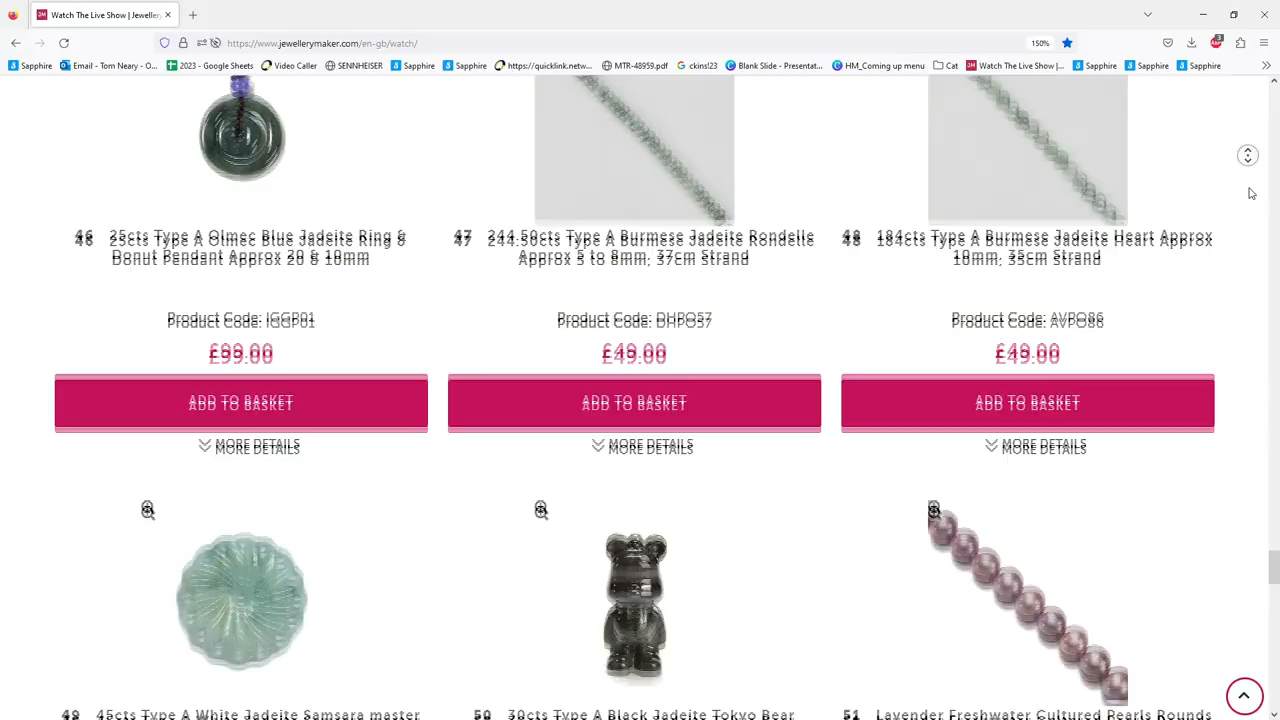 Watch The Live Show | Jeweller
https://www.jewellerymaker.com/en-gb/watch/
150%
3
Sapphire
Email - Tom Neary - O...
2023 - Google Sheets
Video Caller
SENNHEISER
Sapphire
Sapphire
https://quicklink.netw...
MTR-48959.pdf
ckins!23
Blank Slide - Presentat...
HM_Coming up menu
Cat
Watch The Live Show |...
Sapphire
Sapphire
Sapphire
46 25cts Type A Olmec Blue Jadeite Ring &
Donut Pendant Approx 20 & 10mm
Product Code: IGGP01
£99.00
ADD TO BASKET
MORE DETAILS
47 244.50cts Type A Burmese Jadeite Rondelle
Approx 5 to 8mm, 37cm Strand
Product Code: DHPO57
£49.00
ADD TO BASKET
MORE DETAILS
48 184cts Type A Burmese Jadeite Heart Approx
10mm, 35cm Strand
Product Code: AVPO86
£49.00
ADD TO BASKET
MORE DETAILS
49 45cts Type A White Jadeite Samsara master
50 30cts Type A Black Jadeite Tokyo Bear
51 Lavender Freshwater Cultured Pearls Rounds